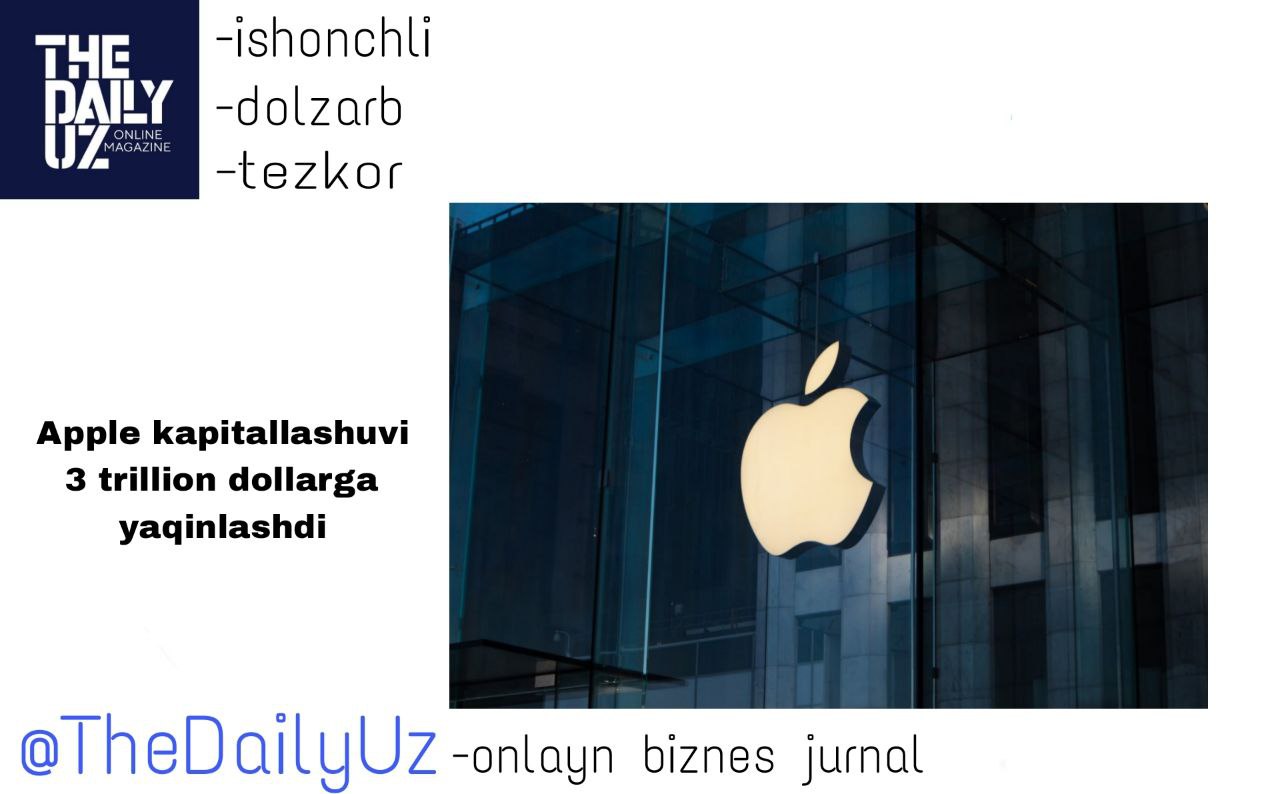 THE
DAILY
UZ ONLINE
MAGAZINE
-ishonchli
-dolzarb
-tezkor
Apple kapitallashuvi
3 trillion dollarga
yaqinlashdi
@TheDailyUz -onlayn biznes jurnal